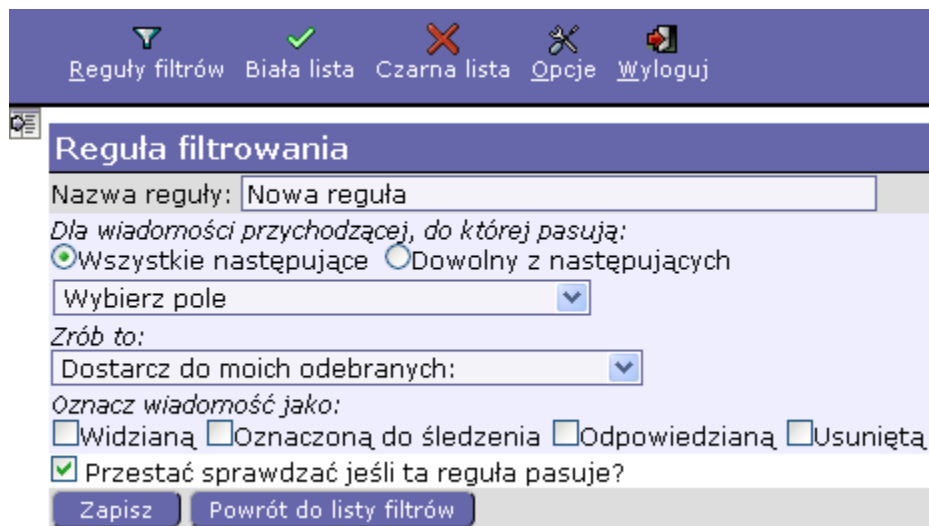 Reguły filtrów Biała lista Czarna lista Opcje Wyloguj
Reguła filtrowania
Nazwa reguły: Nowa reguła
Dla wiadomości przychodzącej, do której pasują:
Wszystkie następujące Dowolny z następujących
Wybierz pole
Zrób to:
Dostarcz do moich odebranych:
Oznacz wiadomość jako:
Widzianą Oznaczoną do śledzenia Odpowiedzianą Usuniętą
Przestać sprawdzać jeśli ta reguła pasuje?
Zapisz Powrót do listy filtrów